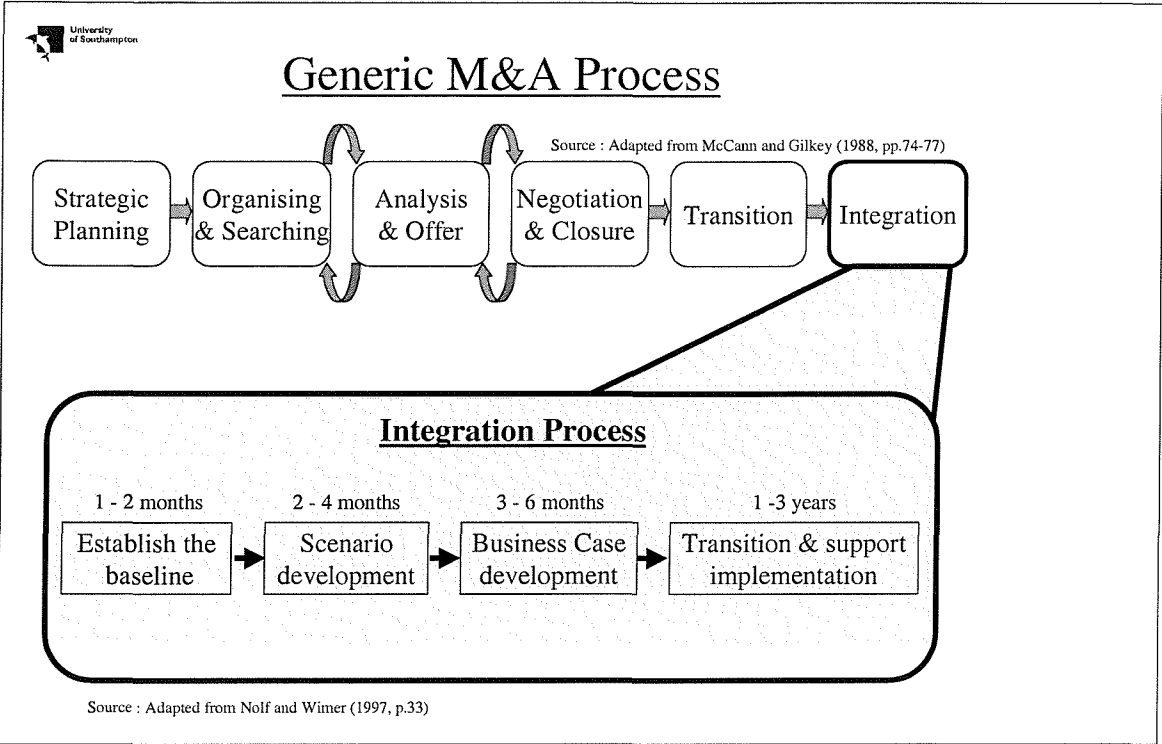 University
of Southampton
Generic M&A Process
Source : Adapted from McCann and Gilkey (1988, pp.74-77)
Strategic
Planning
Organising
& Searching
Analysis
& Offer
Negotiation
& Closure
Transition
Integration
Integration Process
1 - 2 months
Establish the
baseline
2 - 4 months
Scenario
development
3 - 6 months
Business Case
development
1 -3 years
Transition & support
implementation
Source : Adapted from Nolf and Wimer (1997, p.33)